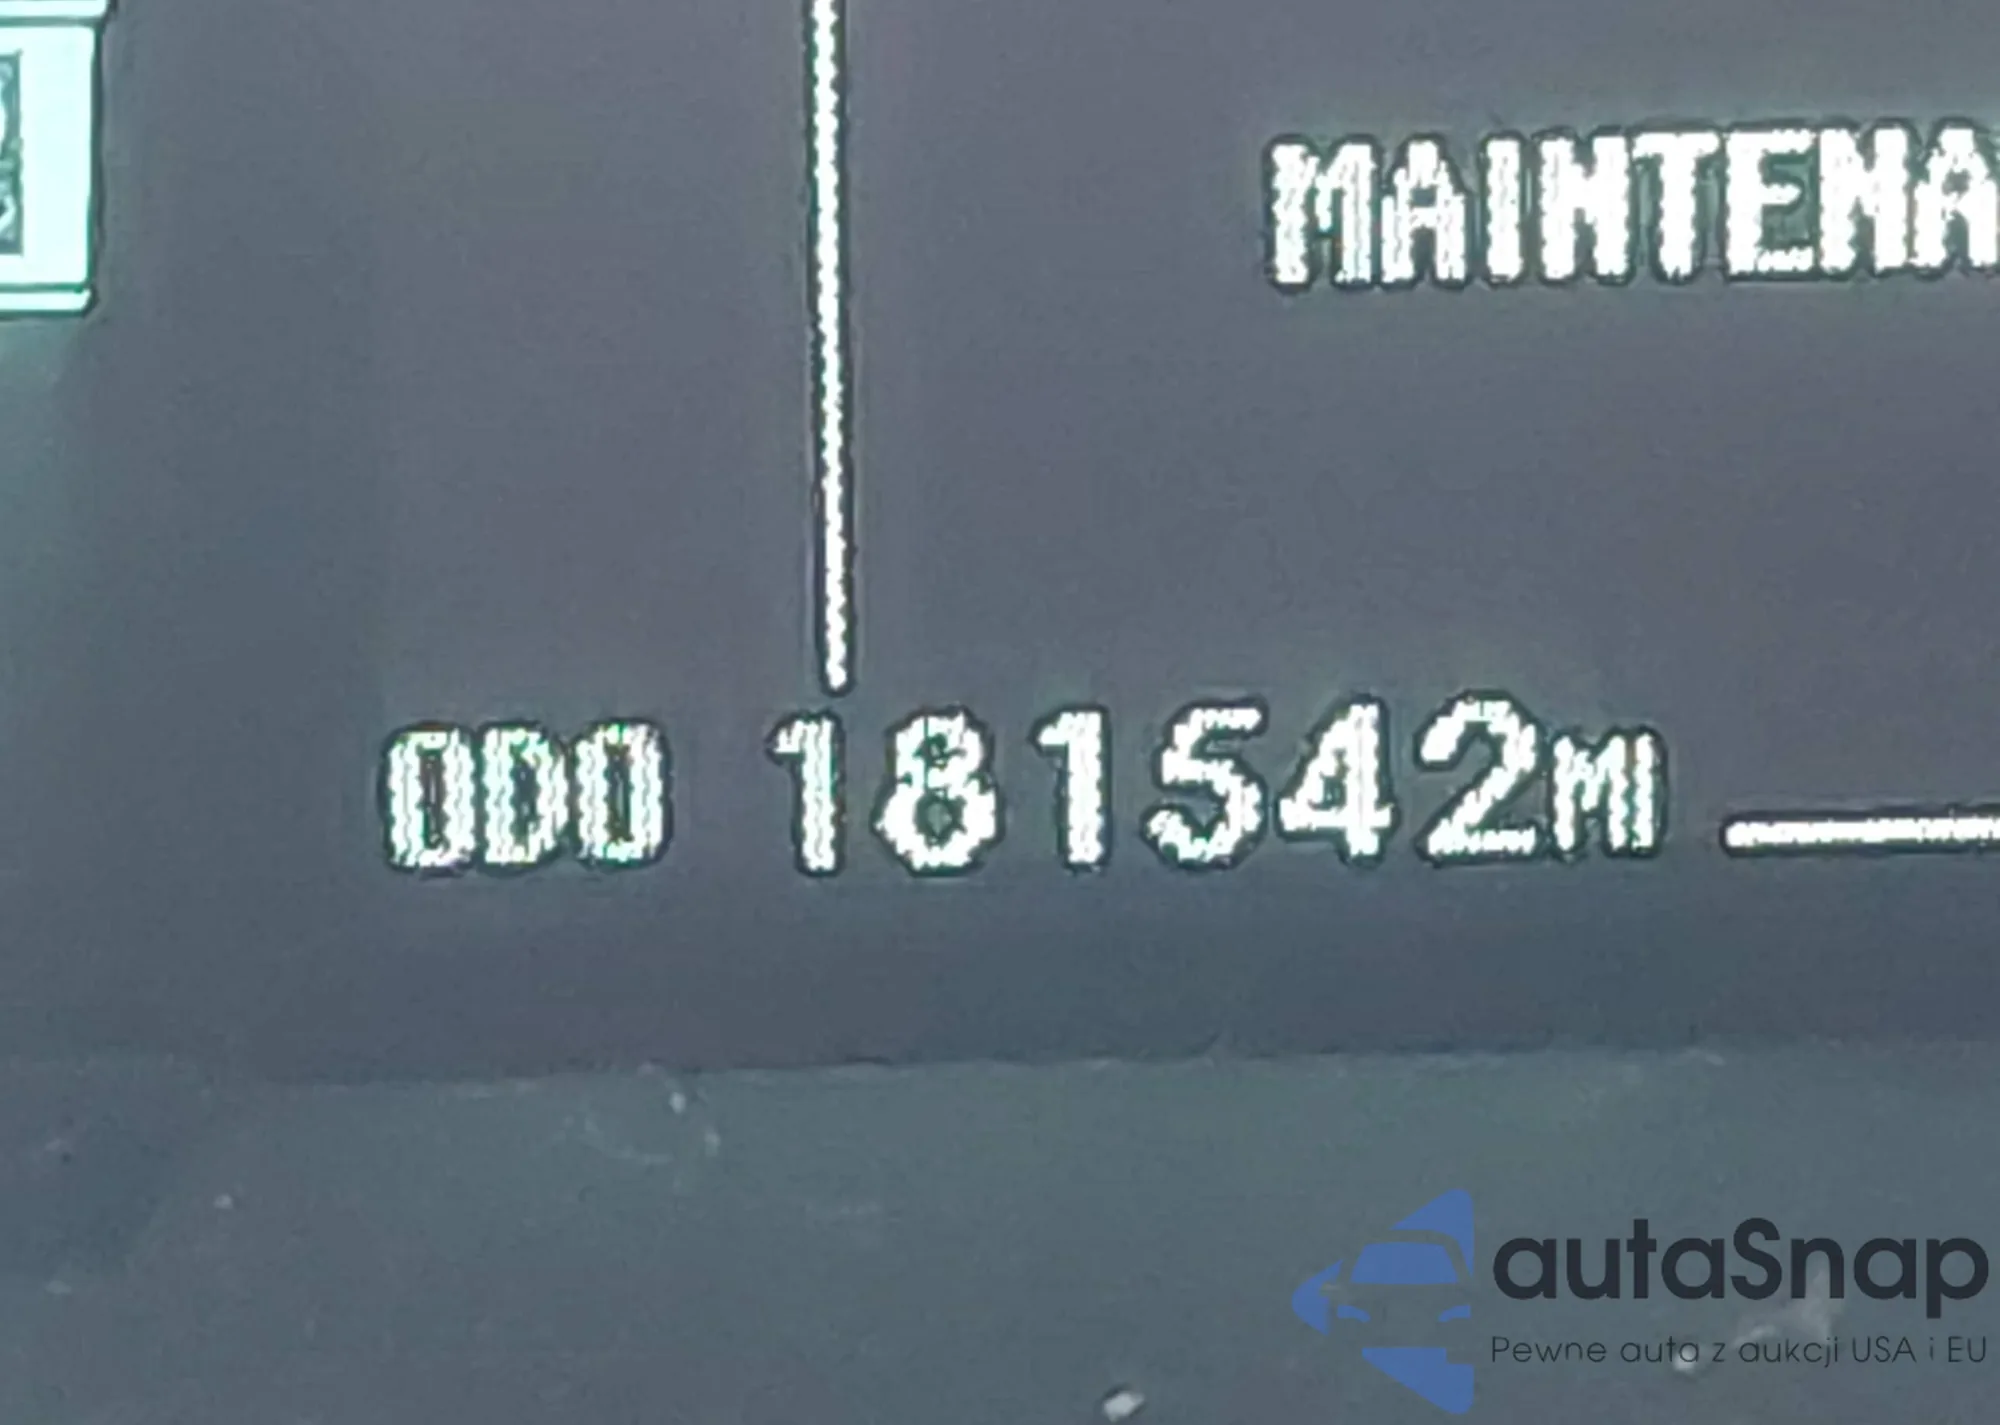 MAINTENA
ODO 181542MI
autaSnap
Pewne auta z aukcji USA i EU